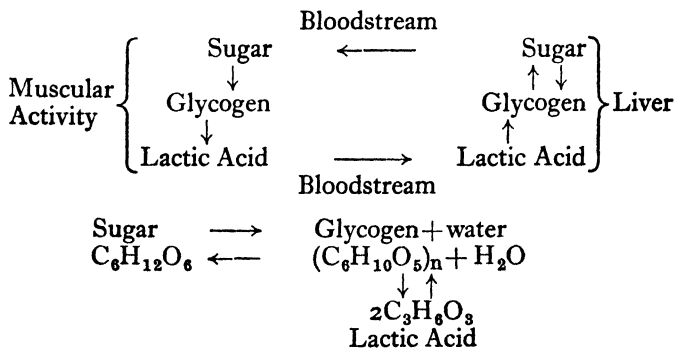 Bloodstream
Sugar ← Sugar
↓ ↑ ↓
Muscular Activity { Glycogen Glycogen } Liver
↓ ↑
Lactic Acid → Lactic Acid
Bloodstream
Sugar → Glycogen+water
C₆H₁₂O₆ ← (C₆H₁₀O₅)ₙ+ H₂O
↓ ↑
2C₃H₆O₃
Lactic Acid